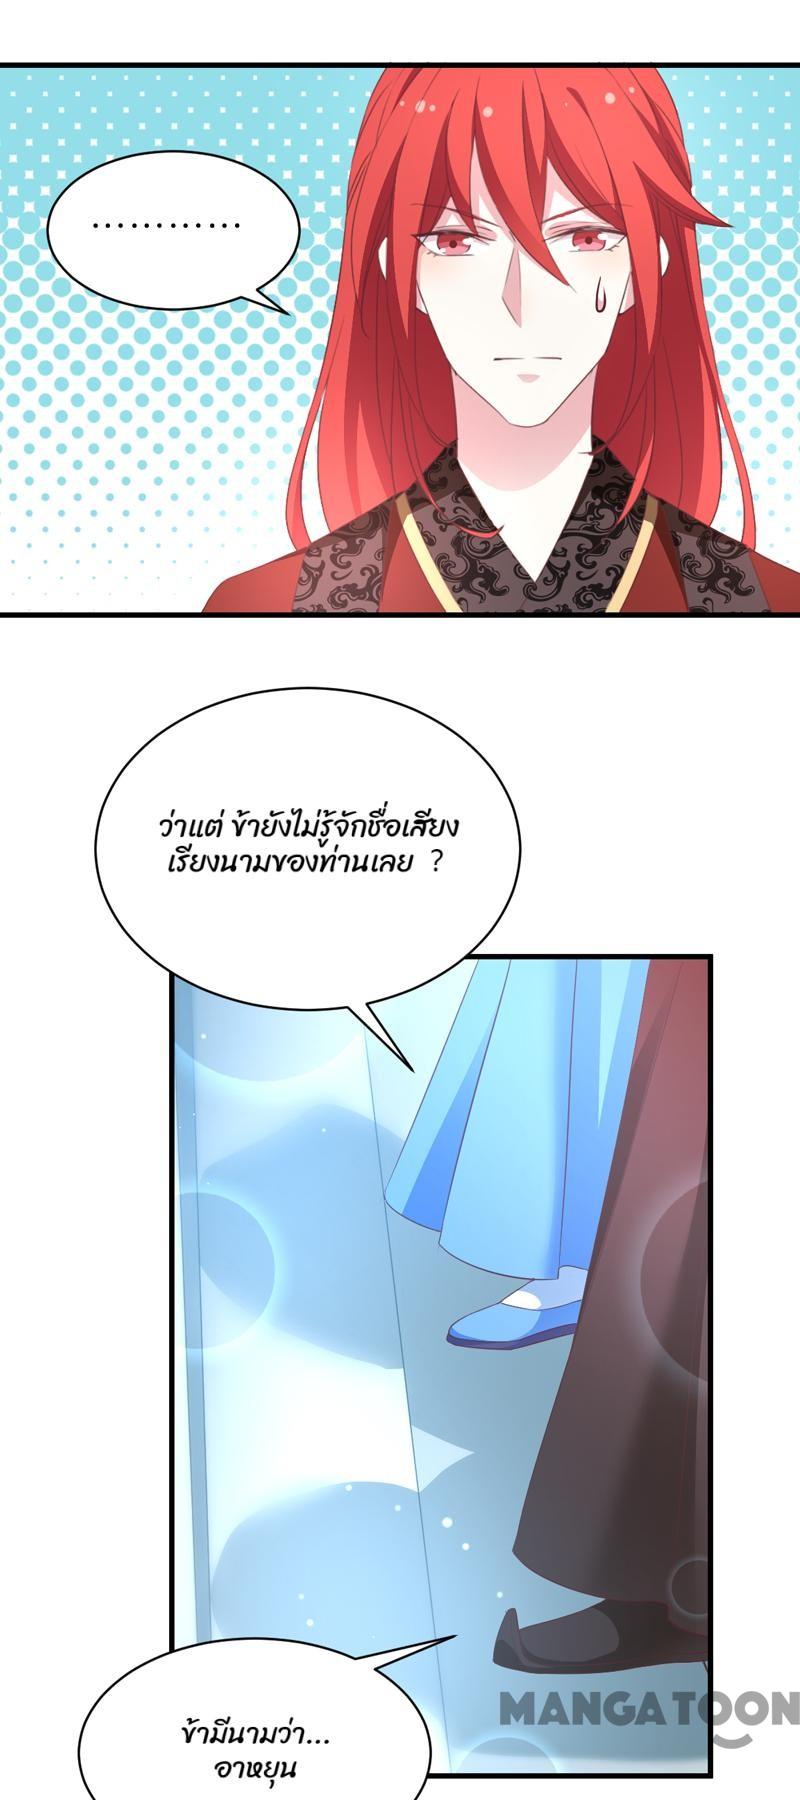 …………
ว่าแต่ ข้ายังไม่รู้จักชื่อเสียง
เรียงนามของท่านเลย ?
ข้ามีนามว่า...
อาหยุน
MANGATOON